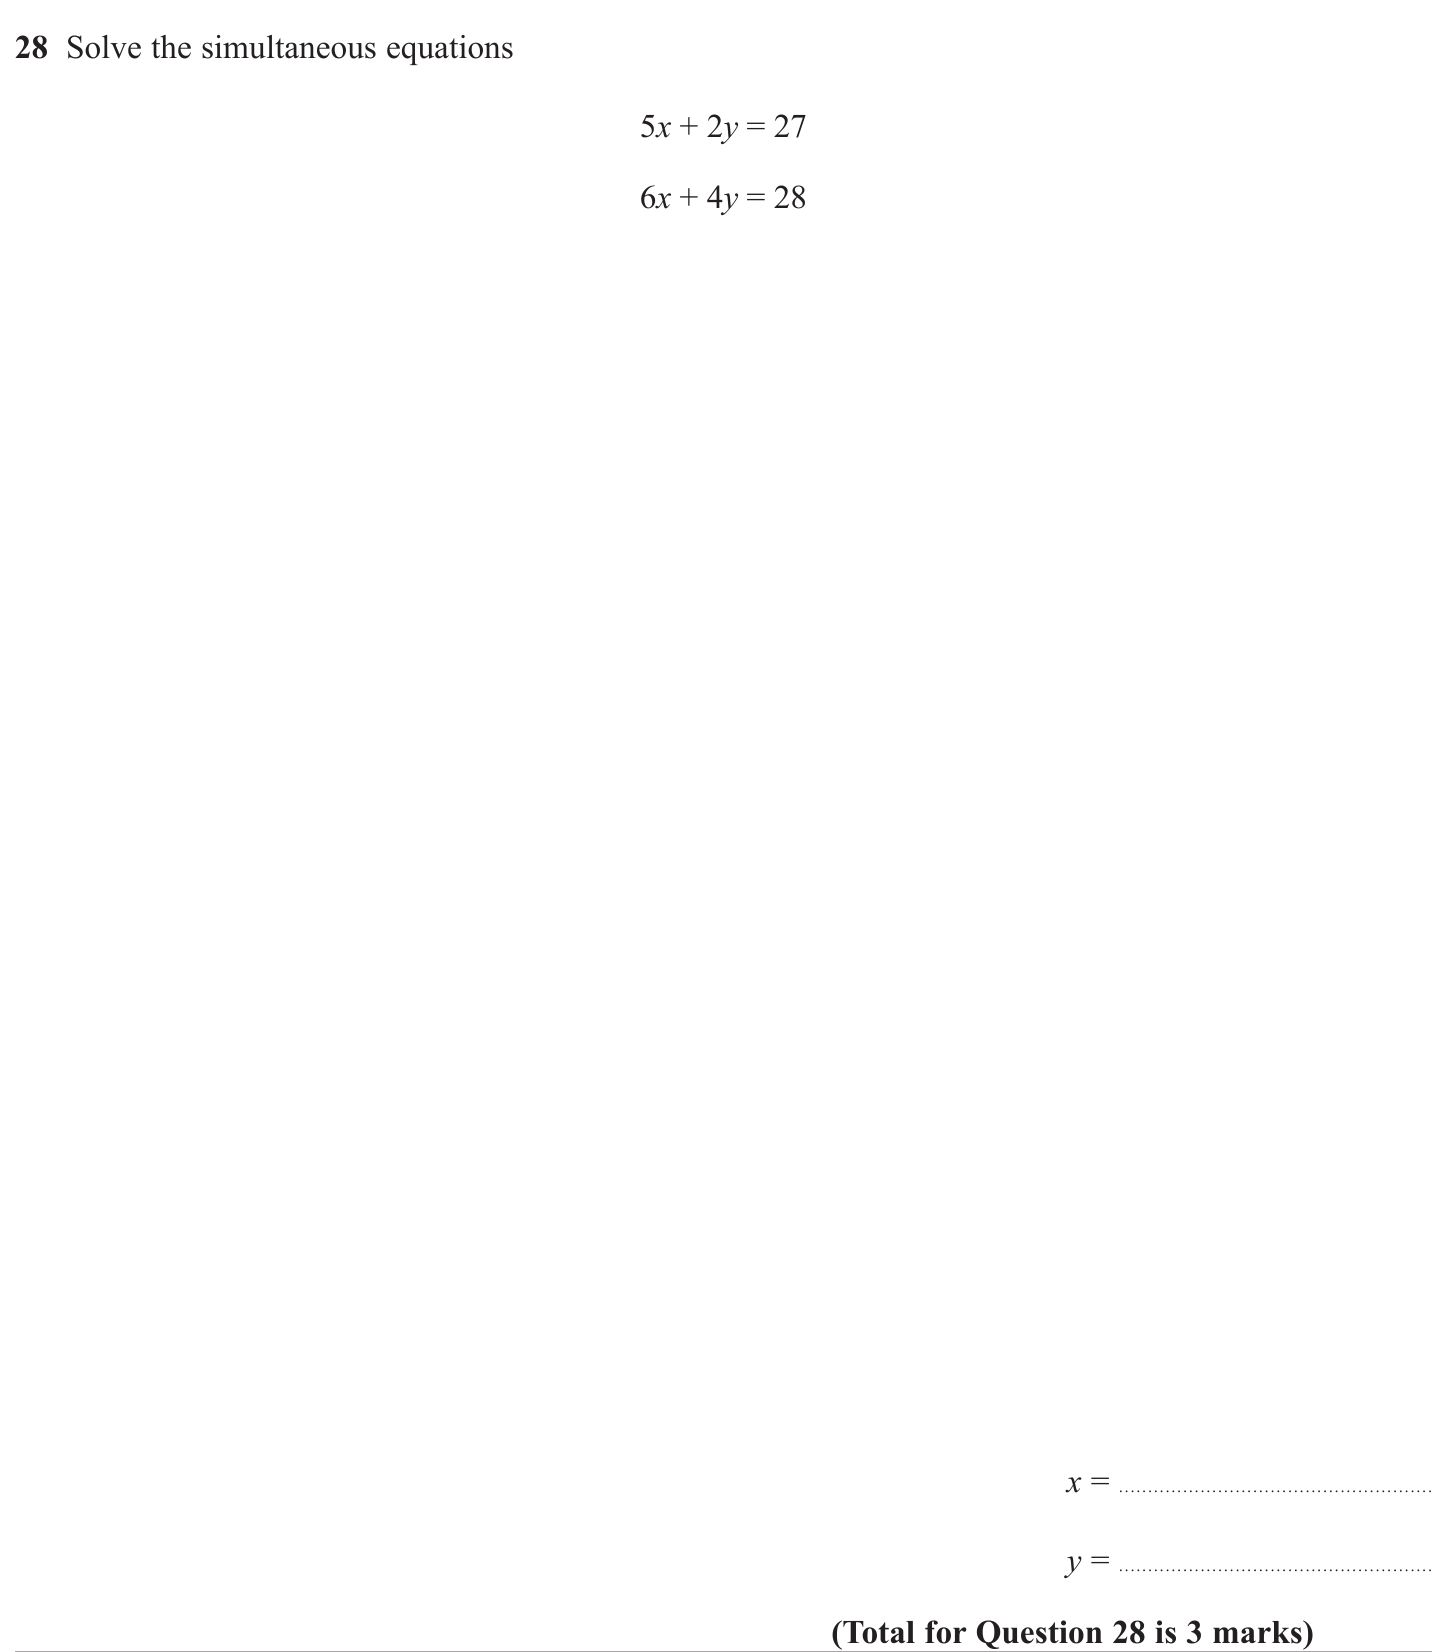 28 Solve the simultaneous equations
5x + 2y = 27
6x + 4y = 28
x = ......................................................
y = ......................................................
(Total for Question 28 is 3 marks)